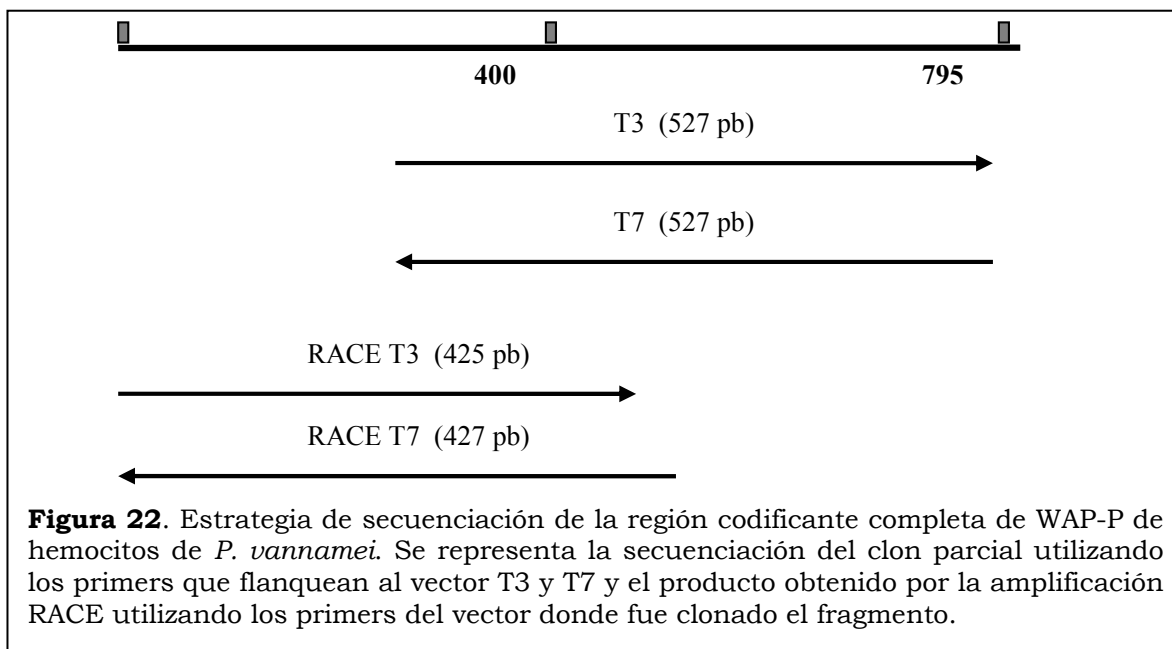 400 795
T3 (527 pb)
T7 (527 pb)
RACE T3 (425 pb)
RACE T7 (427 pb)
Figura 22. Estrategia de secuenciación de la región codificante completa de WAP-P de
hemocitos de P. vannamei. Se representa la secuenciación del clon parcial utilizando
los primers que flanquean al vector T3 y T7 y el producto obtenido por la amplificación
RACE utilizando los primers del vector donde fue clonado el fragmento.